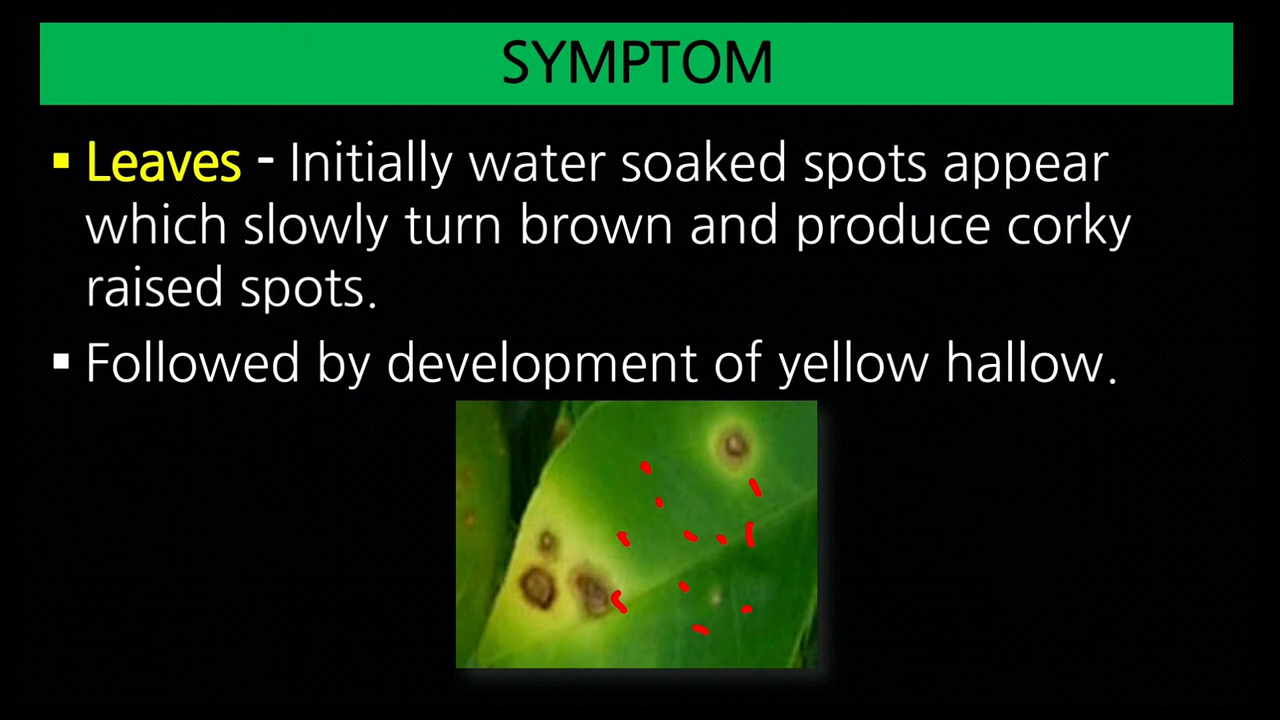 SYMPTOM
▪ Leaves - Initially water soaked spots appear
which slowly turn brown and produce corky
raised spots.
▪ Followed by development of yellow hallow.